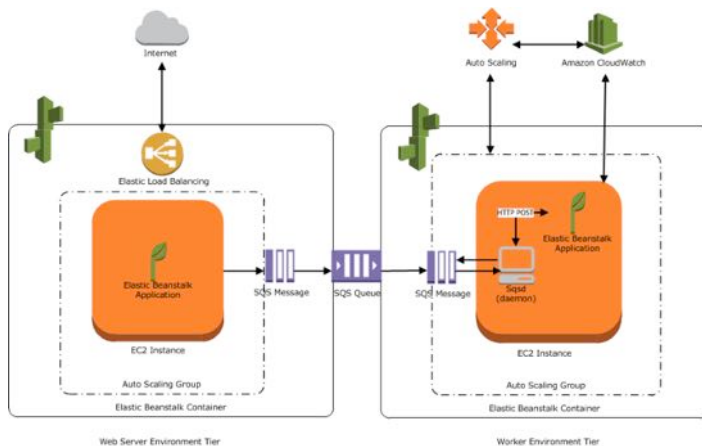 Internet
Auto Scaling
Amazon CloudWatch
Elastic Load Balancing
Elastic Beanstalk
Application
EC2 Instance
Auto Scaling Group
Elastic Beanstalk Container
Web Server Environment Tier
SQS Message
SQS Queue
SQS Message
HTTP POST
Elastic Beanstalk
Application
Sqsd
(daemon)
EC2 Instance
Auto Scaling Group
Elastic Beanstalk Container
Worker Environment Tier